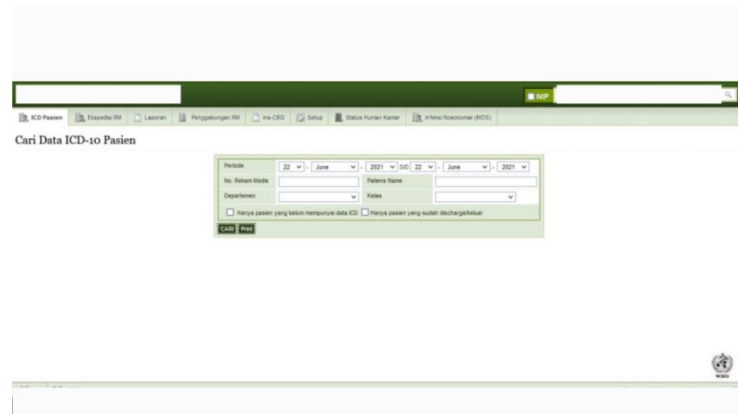 NIP
ICD Pasien Ekspedisi RM Laporan Penggabungan RM Ina-CBG Setup Status Hunian Kamar Infeksi Nosokomial (INOS)
Cari Data ICD-10 Pasien
Periode 22 - June - 2021 S/D 22 - June - 2021
No. Rekam Medis Patiens Name
Departemen Kelas
Hanya pasien yang belum mempunyai data ICD Hanya pasien yang sudah discharge/keluar
CARI Print
WHO